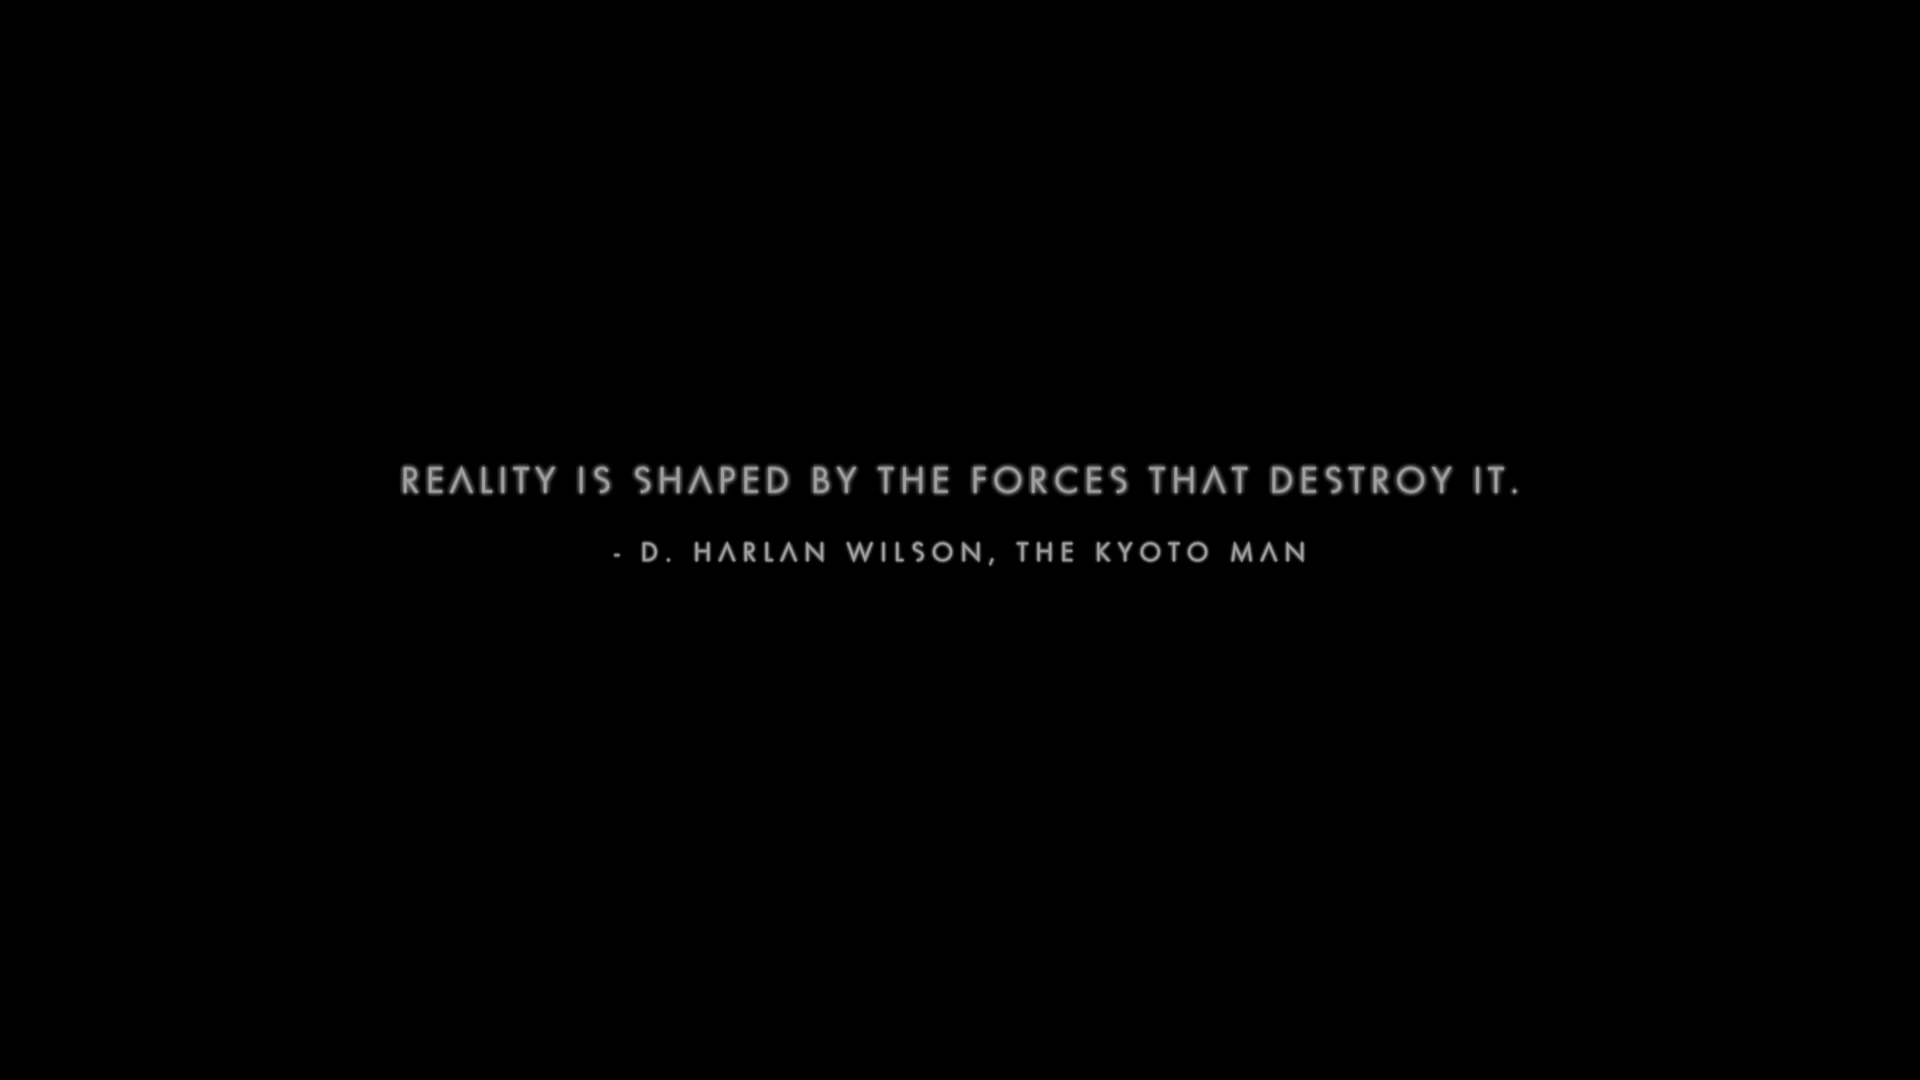 REALITY IS SHAPED BY THE FORCES THAT DESTROY IT.
- D. HARLAN WILSON, THE KYOTO MAN